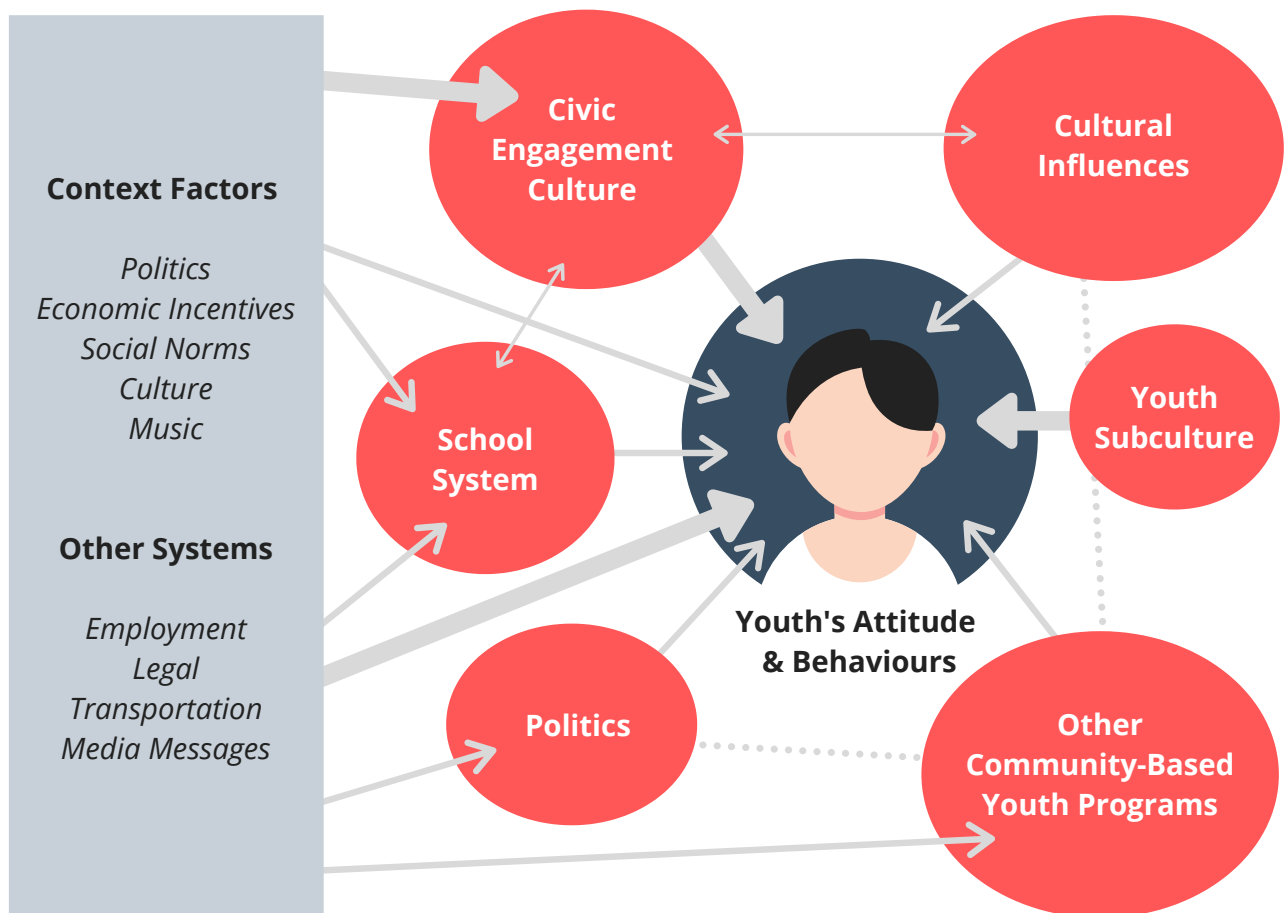 Context Factors
Politics
Economic Incentives
Social Norms
Culture
Music
Other Systems
Employment
Legal
Transportation
Media Messages
Civic
Engagement
Culture
Cultural
Influences
School
System
Youth
Subculture
Youth's Attitude
& Behaviours
Politics
Other
Community-Based
Youth Programs